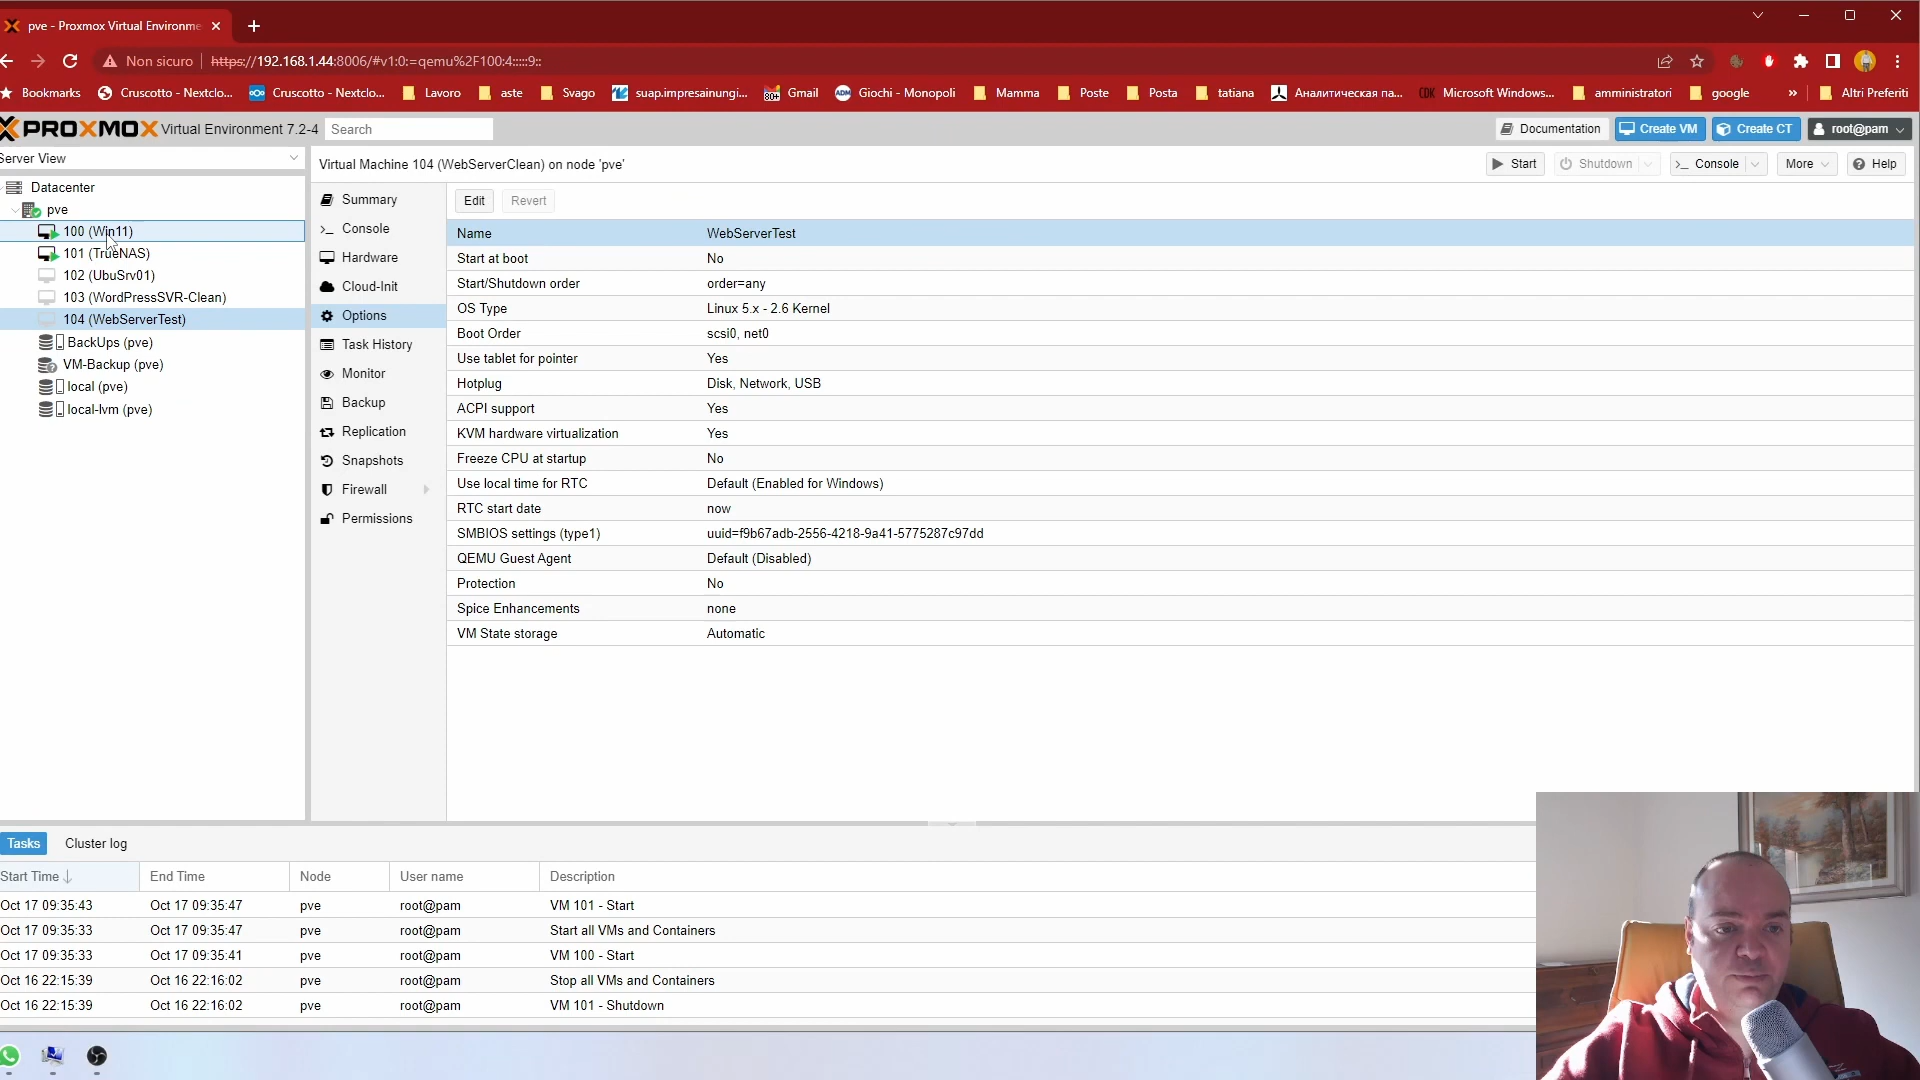 pve - Proxmox Virtual Environme
Non sicuro https://192.168.1.44:8006/#v1:0:=qemu%2F100:4:::::9::
Bookmarks Cruscotto - Nextclo... Cruscotto - Nextclo... Lavoro aste Svago suap.impresainungi... Gmail Giochi - Monopoli Mamma Poste Posta tatiana Аналитическая па... Microsoft Windows... amministratori google » Altri Preferiti
PROXMOX Virtual Environment 7.2-4 Search Documentation Create VM Create CT root@pam
Server View
Virtual Machine 104 (WebServerClean) on node 'pve' Start Shutdown Console More Help
Datacenter
pve
100 (Win11)
101 (TrueNAS)
102 (UbuSrv01)
103 (WordPressSVR-Clean)
104 (WebServerTest)
BackUps (pve)
VM-Backup (pve)
local (pve)
local-lvm (pve)
Summary
Console
Hardware
Cloud-Init
Options
Task History
Monitor
Backup
Replication
Snapshots
Firewall
Permissions
Edit Revert
Name WebServerTest
Start at boot No
Start/Shutdown order order=any
OS Type Linux 5.x - 2.6 Kernel
Boot Order scsi0, net0
Use tablet for pointer Yes
Hotplug Disk, Network, USB
ACPI support Yes
KVM hardware virtualization Yes
Freeze CPU at startup No
Use local time for RTC Default (Enabled for Windows)
RTC start date now
SMBIOS settings (type1) uuid=f9b67adb-2556-4218-9a41-5775287c97dd
QEMU Guest Agent Default (Disabled)
Protection No
Spice Enhancements none
VM State storage Automatic
Tasks Cluster log
Start Time End Time Node User name Description
Oct 17 09:35:43 Oct 17 09:35:47 pve root@pam VM 101 - Start
Oct 17 09:35:33 Oct 17 09:35:47 pve root@pam Start all VMs and Containers
Oct 17 09:35:33 Oct 17 09:35:41 pve root@pam VM 100 - Start
Oct 16 22:15:39 Oct 16 22:16:02 pve root@pam Stop all VMs and Containers
Oct 16 22:15:39 Oct 16 22:16:02 pve root@pam VM 101 - Shutdown